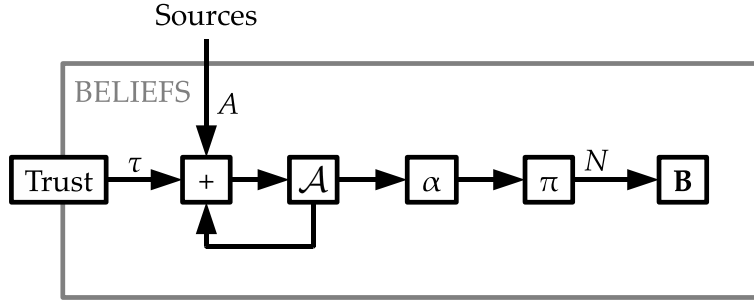 Sources
BELIEFS
A
Trust
τ
+
𝒜
α
π
N
B